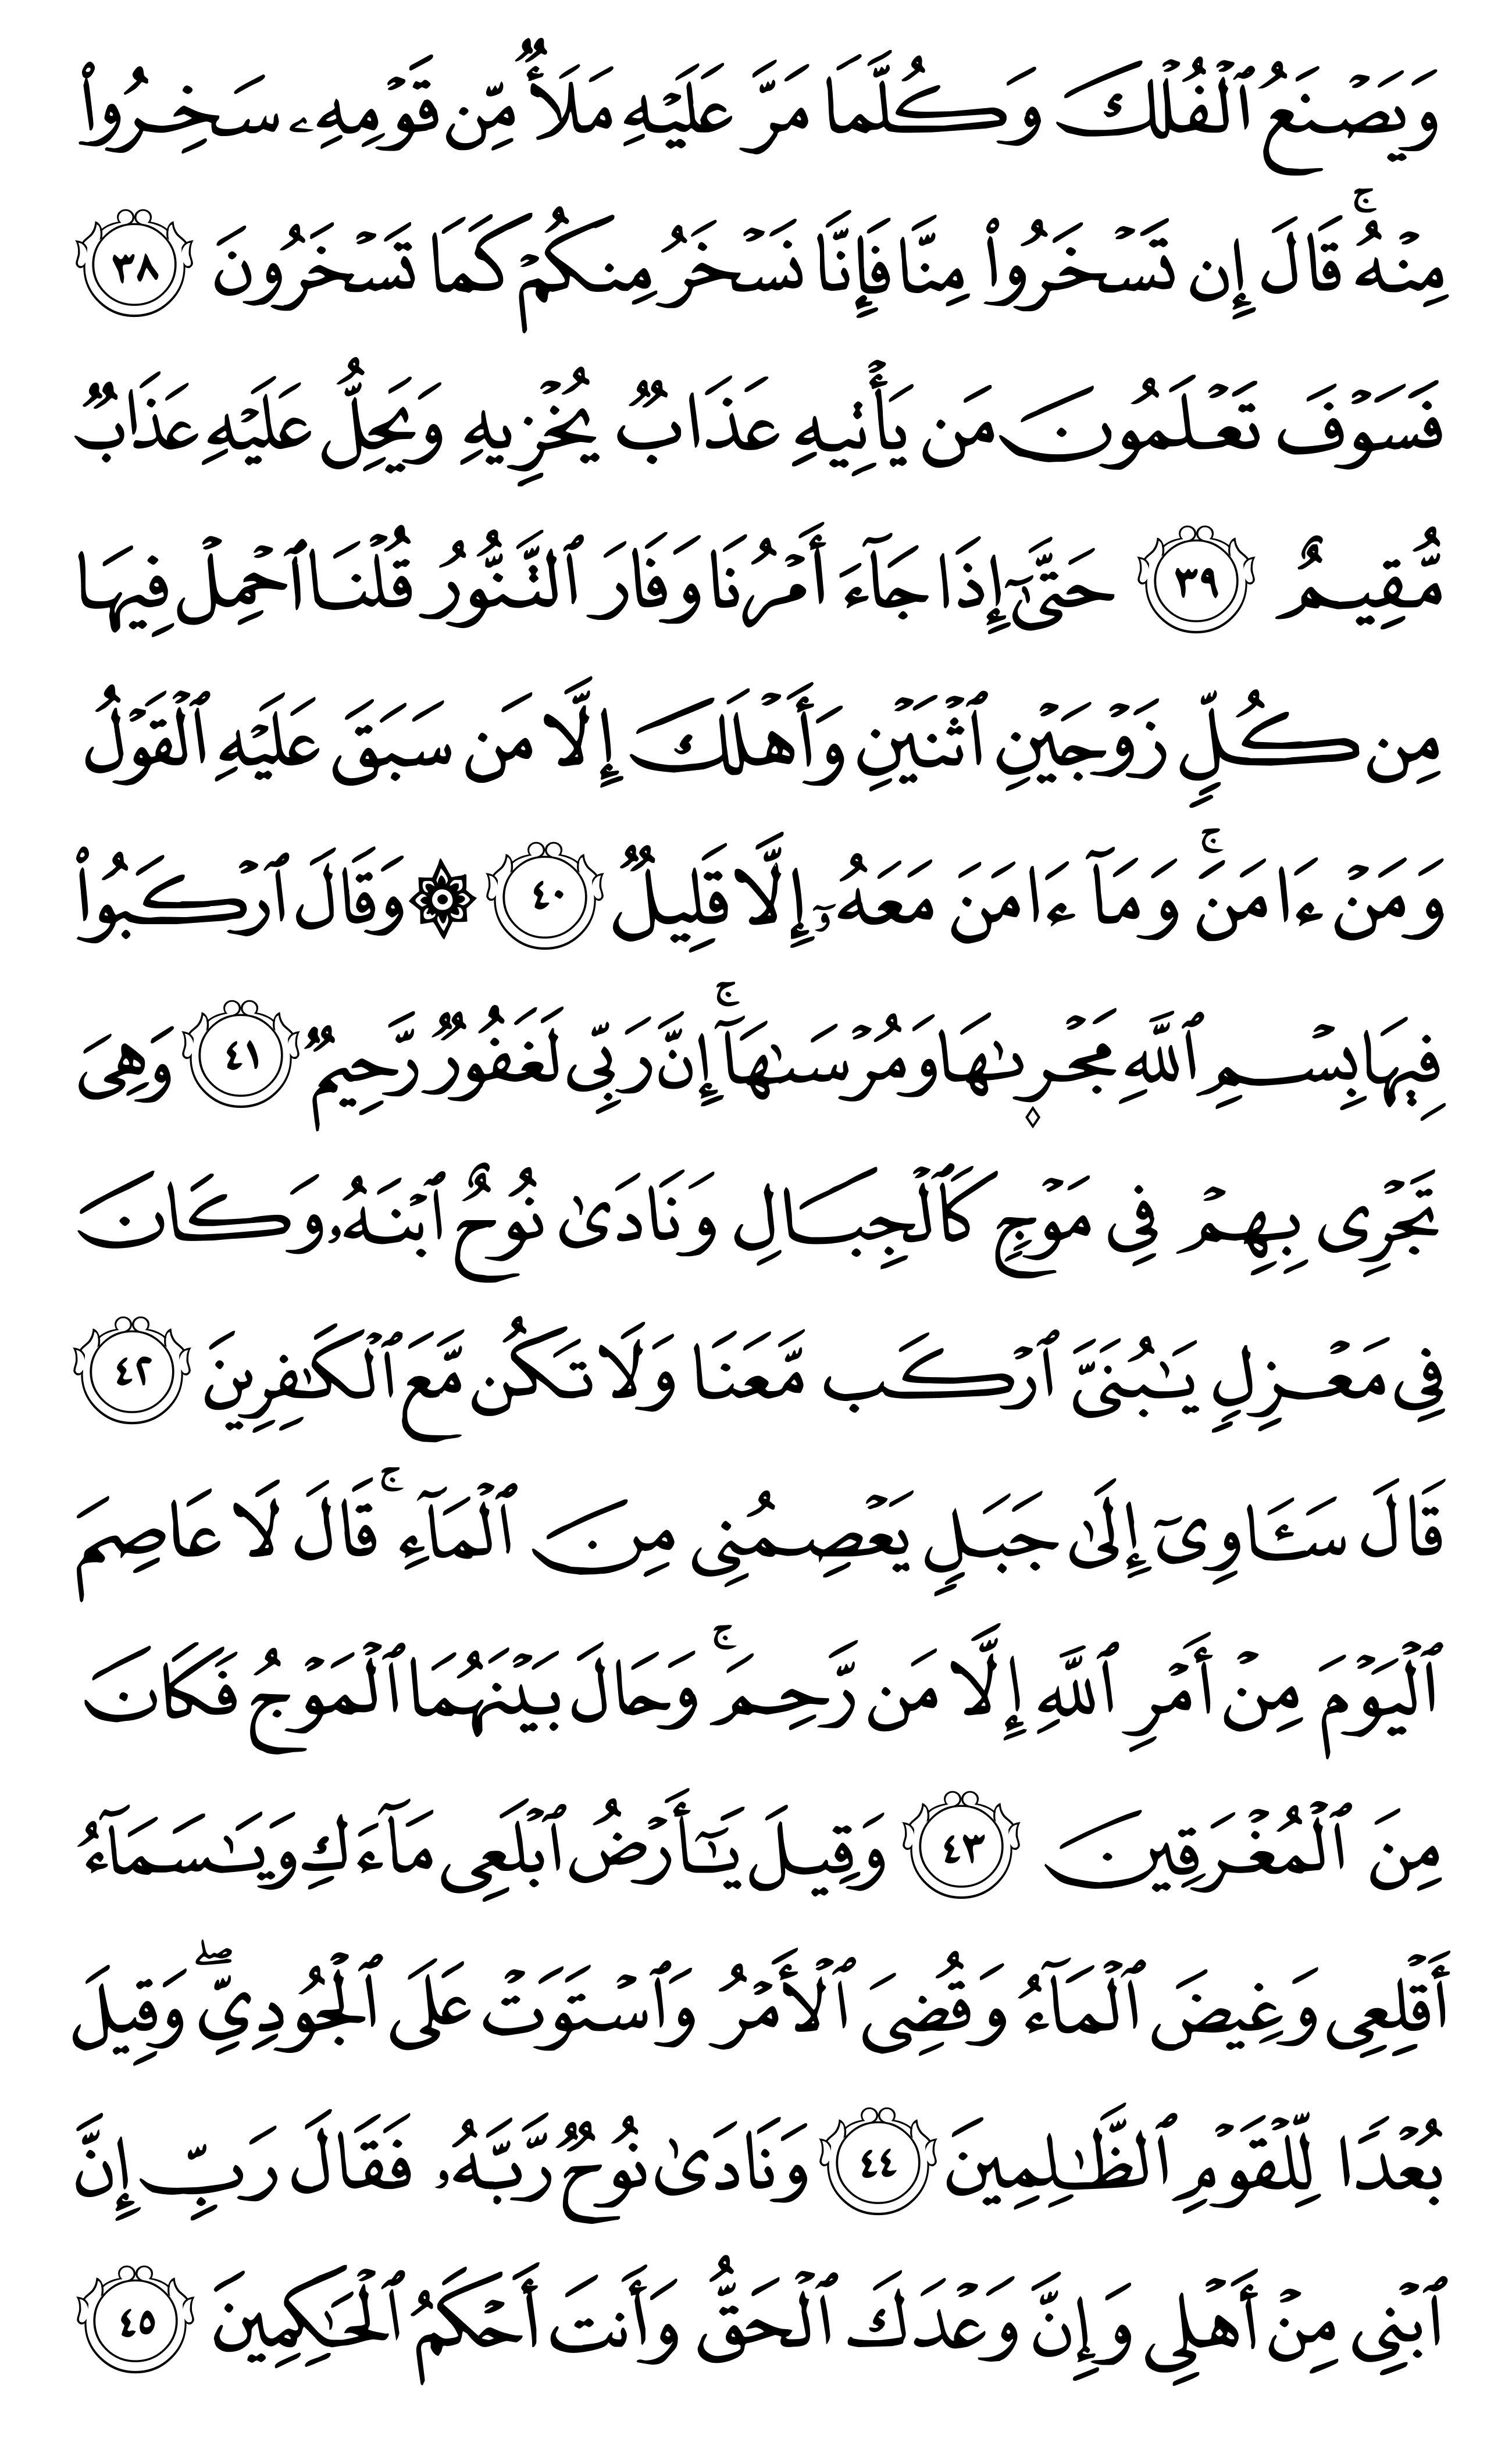 وَيَصۡنَعُ ٱلۡفُلۡكَ وَكُلَّمَا مَرَّ عَلَيۡهِ مَلَأٞ مِّن قَوۡمِهِۦ سَخِرُواْ
مِنۡهُۚ قَالَ إِن تَسۡخَرُواْ مِنَّا فَإِنَّا نَسۡخَرُ مِنكُمۡ كَمَا تَسۡخَرُونَ ٣٨
فَسَوۡفَ تَعۡلَمُونَ مَن يَأۡتِيهِ عَذَابٞ يُخۡزِيهِ وَيَحِلُّ عَلَيۡهِ عَذَابٞ
مُّقِيمٌ ٣٩ حَتَّىٰٓ إِذَا جَآءَ أَمۡرُنَا وَفَارَ ٱلتَّنُّورُ قُلۡنَا ٱحۡمِلۡ فِيهَا
مِن كُلّٖ زَوۡجَيۡنِ ٱثۡنَيۡنِ وَأَهۡلَكَ إِلَّا مَن سَبَقَ عَلَيۡهِ ٱلۡقَوۡلُ
وَمَنۡ ءَامَنَۚ وَمَآ ءَامَنَ مَعَهُۥٓ إِلَّا قَلِيلٞ ٤٠ ۞ وَقَالَ ٱرۡكَبُواْ
فِيهَا بِسۡمِ ٱللَّهِ مَجۡر۪ىٰهَا وَمُرۡسَىٰهَآۚ إِنَّ رَبِّي لَغَفُورٞ رَّحِيمٞ ٤١ وَهِيَ
تَجۡرِي بِهِمۡ فِي مَوۡجٖ كَٱلۡجِبَالِ وَنَادَىٰ نُوحٌ ٱبۡنَهُۥ وَكَانَ
فِي مَعۡزِلٖ يَٰبُنَيَّ ٱرۡكَب مَّعَنَا وَلَا تَكُن مَّعَ ٱلۡكَٰفِرِينَ ٤٢
قَالَ سَـَٔاوِيٓ إِلَىٰ جَبَلٖ يَعۡصِمُنِي مِنَ ٱلۡمَآءِۚ قَالَ لَا عَاصِمَ
ٱلۡيَوۡمَ مِنۡ أَمۡرِ ٱللَّهِ إِلَّا مَن رَّحِمَۚ وَحَالَ بَيۡنَهُمَا ٱلۡمَوۡجُ فَكَانَ
مِنَ ٱلۡمُغۡرَقِينَ ٤٣ وَقِيلَ يَٰٓأَرۡضُ ٱبۡلَعِي مَآءَكِ وَيَٰسَمَآءُ
أَقۡلِعِي وَغِيضَ ٱلۡمَآءُ وَقُضِيَ ٱلۡأَمۡرُ وَٱسۡتَوَتۡ عَلَى ٱلۡجُودِيِّۖ وَقِيلَ
بُعۡدٗا لِّلۡقَوۡمِ ٱلظَّٰلِمِينَ ٤٤ وَنَادَىٰ نُوحٞ رَّبَّهُۥ فَقَالَ رَبِّ إِنَّ
ٱبۡنِي مِنۡ أَهۡلِي وَإِنَّ وَعۡدَكَ ٱلۡحَقُّ وَأَنتَ أَحۡكَمُ ٱلۡحَٰكِمِينَ ٤٥